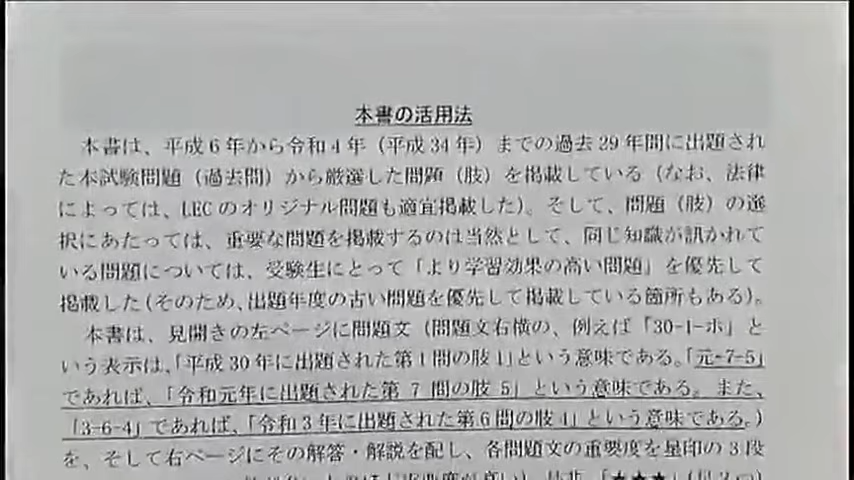 本書の活用法
本書は、平成6年から令和4年（平成34年）までの過去29年間に出題され
た本試験問題（過去問）から厳選した問題（肢）を掲載している（なお、法律
によっては、LECのオリジナル問題も適宜掲載した）。そして、問題（肢）の選
択にあたっては、重要な問題を掲載するのは当然として、同じ知識が訊かれて
いる問題については、受験生にとって「より学習効果の高い問題」を優先して
掲載した（そのため、出題年度の古い問題を優先して掲載している箇所もある）。
本書は、見開きの左ページに問題文（問題文右横の、例えば「30-1-ホ」と
いう表示は、「平成30年に出題された第1問の肢1」という意味である。「元-7-5」
であれば、「令和元年に出題された第 7 問の肢 5」という意味である。また、
「3-6-4」であれば、「令和3年に出題された第6問の肢4」という意味である。）
を、そして右ページにその解答・解説を配し、各問題文の重要度を星印の3段